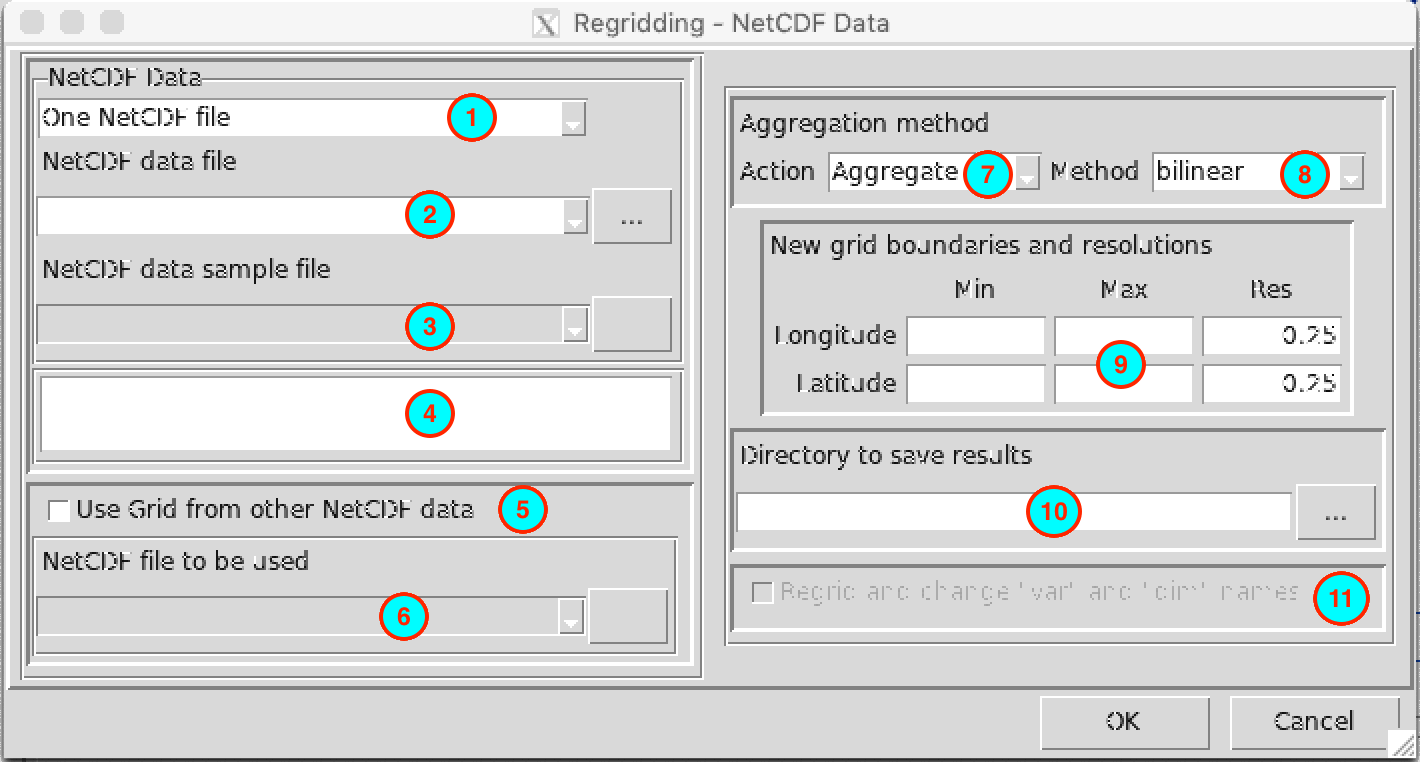 Regridding - NetCDF Data
NetCDF Data
One NetCDF file
1
NetCDF data file
2
...
NetCDF data sample file
3
4
Use Grid from other NetCDF data
5
NetCDF file to be used
6
Aggregation method
Action Aggregate 7 Method bilinear 8
New grid boundaries and resolutions
Min Max Res
Longitude 0.25
9
Latitude 0.25
Directory to save results
10
...
Regrid and change 'var' and 'dim' names
11
OK Cancel